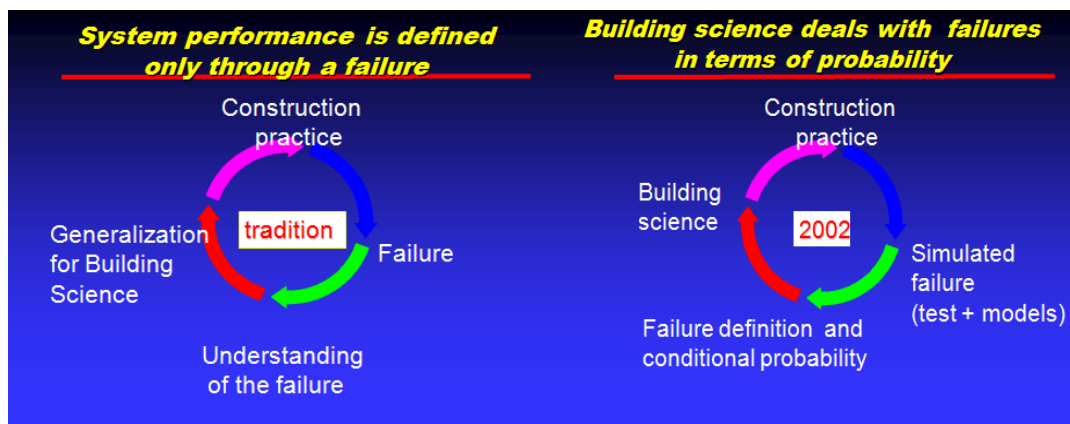 System performance is defined
only through a failure
Construction
practice
tradition
Failure
Generalization
for Building
Science
Understanding
of the failure
Building science deals with failures
in terms of probability
Construction
practice
Building
science
2002
Simulated
failure
(test + models)
Failure definition and
conditional probability